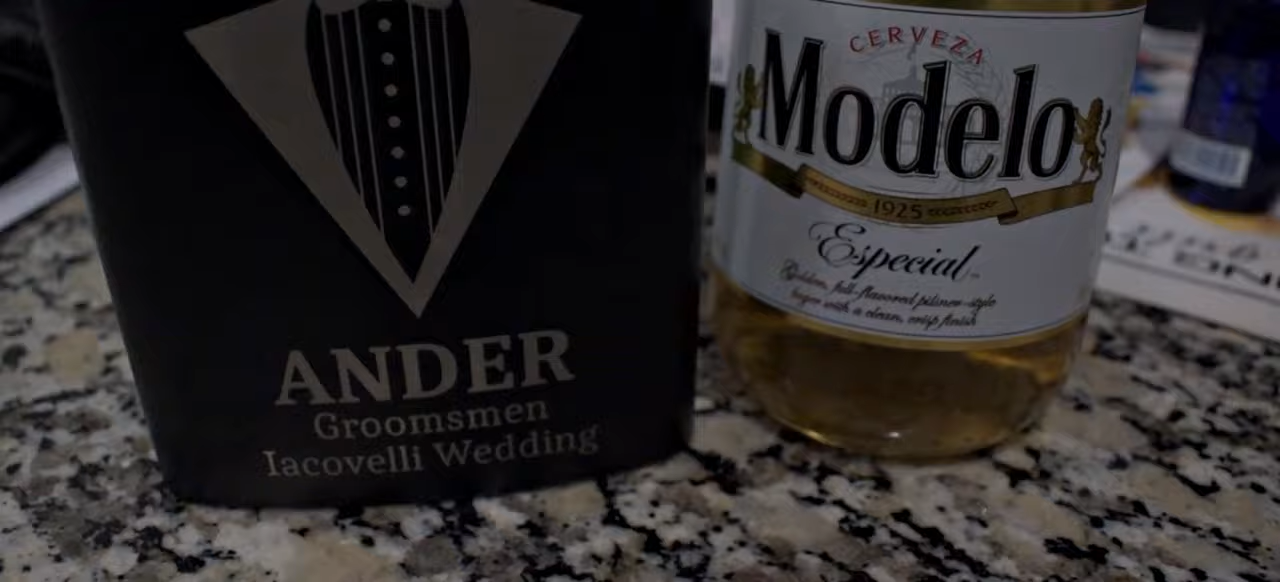 ANDER
Groomsmen
Iacovelli Wedding
CERVEZA
Modelo
1925
Especial
Golden, full-flavored pilsner-style
lager with a clean, crisp finish